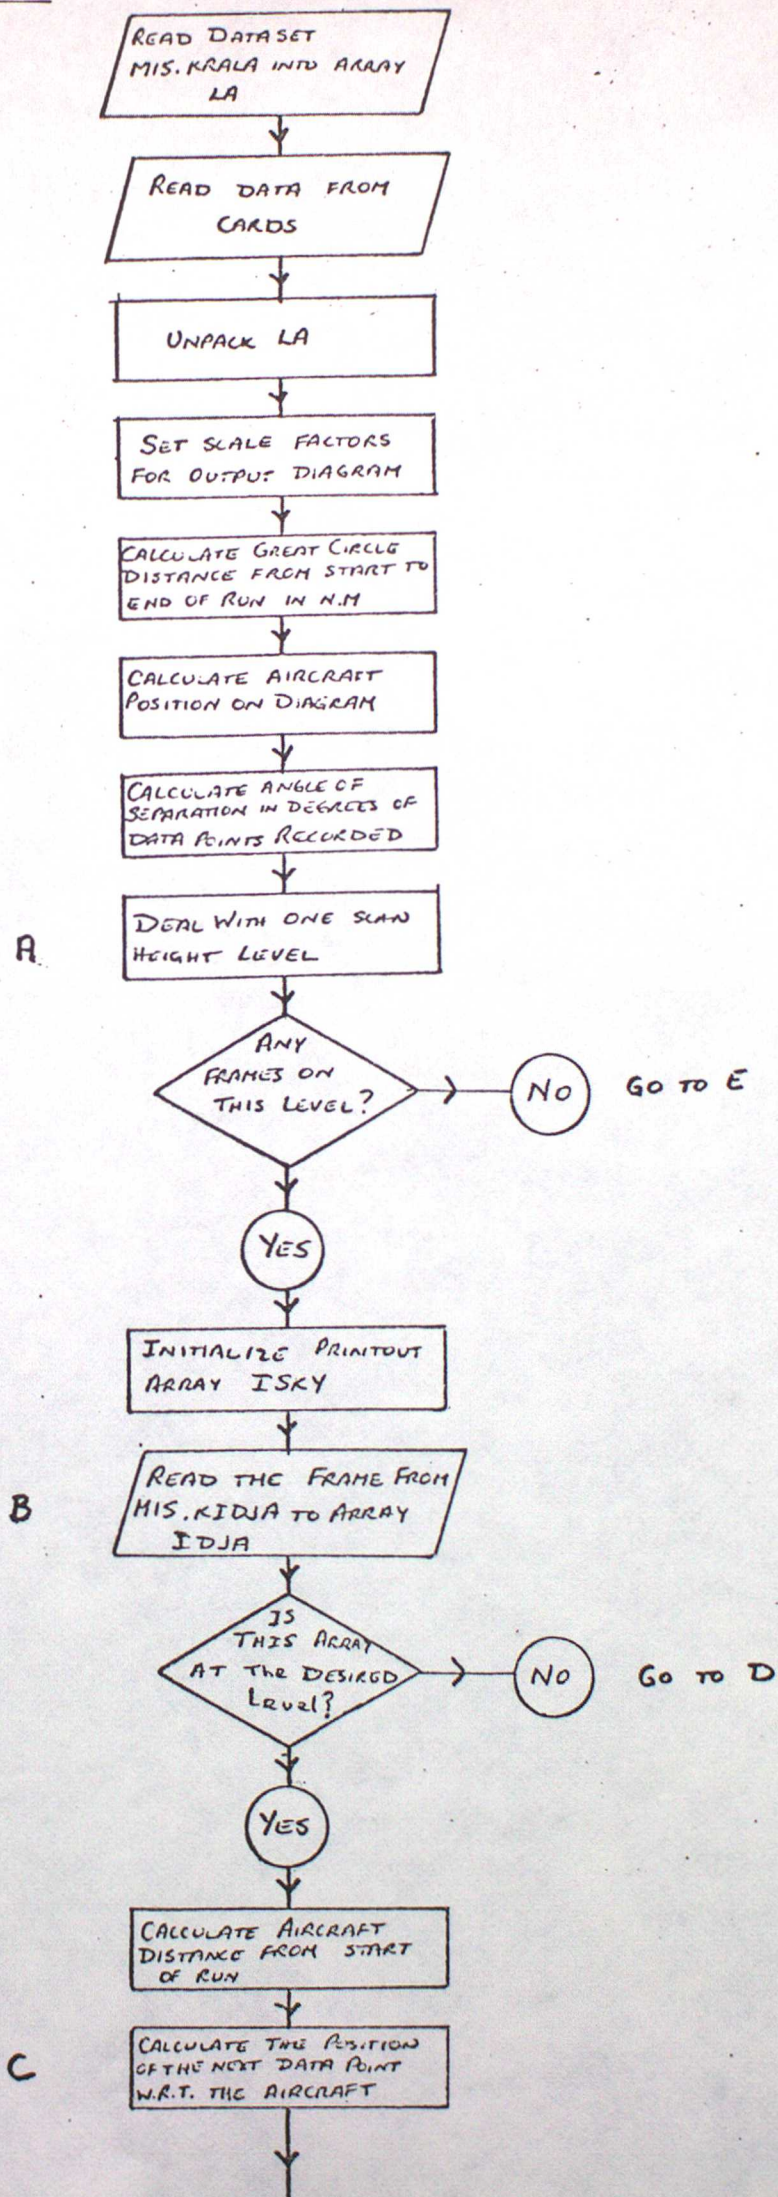 READ DATASET
MIS.KRALA INTO ARRAY
LA
READ DATA FROM
CARDS
UNPACK LA
SET SCALE FACTORS
FOR OUTPUT DIAGRAM
CALCULATE GREAT CIRCLE
DISTANCE FROM START TO
END OF RUN IN N.M
CALCULATE AIRCRAFT
POSITION ON DIAGRAM
CALCULATE ANGLE OF
SEPARATION IN DEGREES OF
DATA POINTS RECORDED
A
DEAL WITH ONE SCAN
HEIGHT LEVEL
ANY
FRAMES ON
THIS LEVEL?
NO
GO TO E
YES
INITIALIZE PRINTOUT
ARRAY ISKY
B
READ THE FRAME FROM
MIS.KIDJA TO ARRAY
IDJA
IS
THIS ARRAY
AT THE DESIRED
LEVEL?
NO
GO TO D
YES
CALCULATE AIRCRAFT
DISTANCE FROM START
OF RUN
C
CALCULATE THE POSITION
OF THE NEXT DATA POINT
W.R.T. THE AIRCRAFT